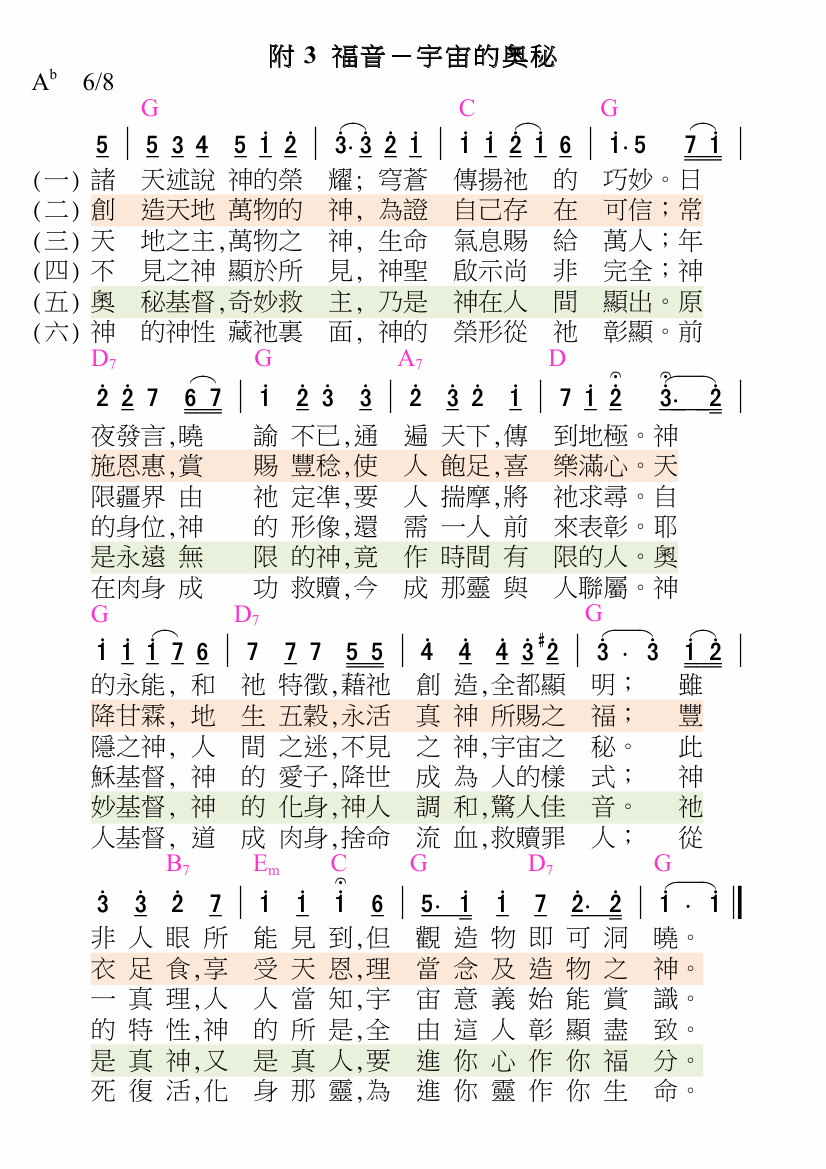 附 3 福音－宇宙的奧秘
A♭ 6/8
G C G
5 | 5 3 4 5 i 2 | 3· 3 2 i | i i 2 i 6 | i· 5 7 i |
(一) 諸 天述說 神的榮 耀; 穹蒼 傳揚祂 的 巧妙。日
(二) 創 造天地 萬物的 神, 為證 自己存 在 可信；常
(三) 天 地之主,萬物之 神, 生命 氣息賜 給 萬人；年
(四) 不 見之神 顯於所 見, 神聖 啟示尚 非 完全；神
(五) 奧 秘基督,奇妙救 主, 乃是 神在人 間 顯出。原
(六) 神 的神性 藏祂裏 面, 神的 榮形從 祂 彰顯。前
D7 G A7 D
2 2 7 6 7 | i 2 3 3 | 2 3 2 i | 7 i 2 3· 2 |
夜發言,曉 諭 不已,通 遍 天下,傳 到地極。神
施恩惠,賞 賜 豐稔,使 人 飽足,喜 樂滿心。天
限疆界 由 祂 定準,要 人 揣摩,將 祂求尋。自
的身位,神 的 形像,還 需 一人 前 來表彰。耶
是永遠 無 限 的神,竟 作 時間 有 限的人。奧
在肉身 成 功 救贖,今 成 那靈 與 人聯屬。神
G D7 G
i i i 7 6 | 7 7 7 5 5 | 4 4 4 3 #2 | 3 · 3 i 2 |
的永能, 和 祂 特徵,藉祂 創 造,全都顯 明； 雖
降甘霖, 地 生 五穀,永活 真 神 所賜之 福； 豐
隱之神, 人 間 之迷,不見 之 神,宇宙之 秘。 此
穌基督, 神 的 愛子,降世 成 為 人的樣 式； 神
妙基督, 神 的 化身,神人 調 和,驚人佳 音。 祂
人基督, 道 成 肉身,捨命 流 血,救贖罪 人； 從
B7 Em C G D7 G
3 3 2 7 | i i i 6 | 5· i i 7 2· 2 | i · i ‖
非 人 眼 所 能 見 到,但 觀 造 物 即 可 洞 曉。
衣 足 食,享 受 天 恩,理 當 念 及 造 物 之 神。
一 真 理,人 人 當 知,宇 宙 意 義 始 能 賞 識。
的 特 性,神 的 所 是,全 由 這 人 彰 顯 盡 致。
是 真 神,又 是 真 人,要 進 你 心 作 你 福 分。
死 復 活,化 身 那 靈,為 進 你 靈 作 你 生 命。